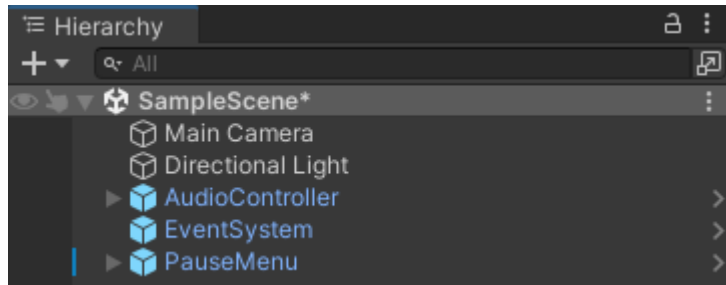 Hierarchy
All
SampleScene*
Main Camera
Directional Light
AudioController
EventSystem
PauseMenu